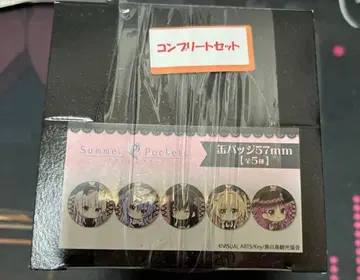 コンプリートセット
Summer Pockets
缶バッジ57mm
【全5種】
©VISUAL ARTS/Key/鳥白島観光協会